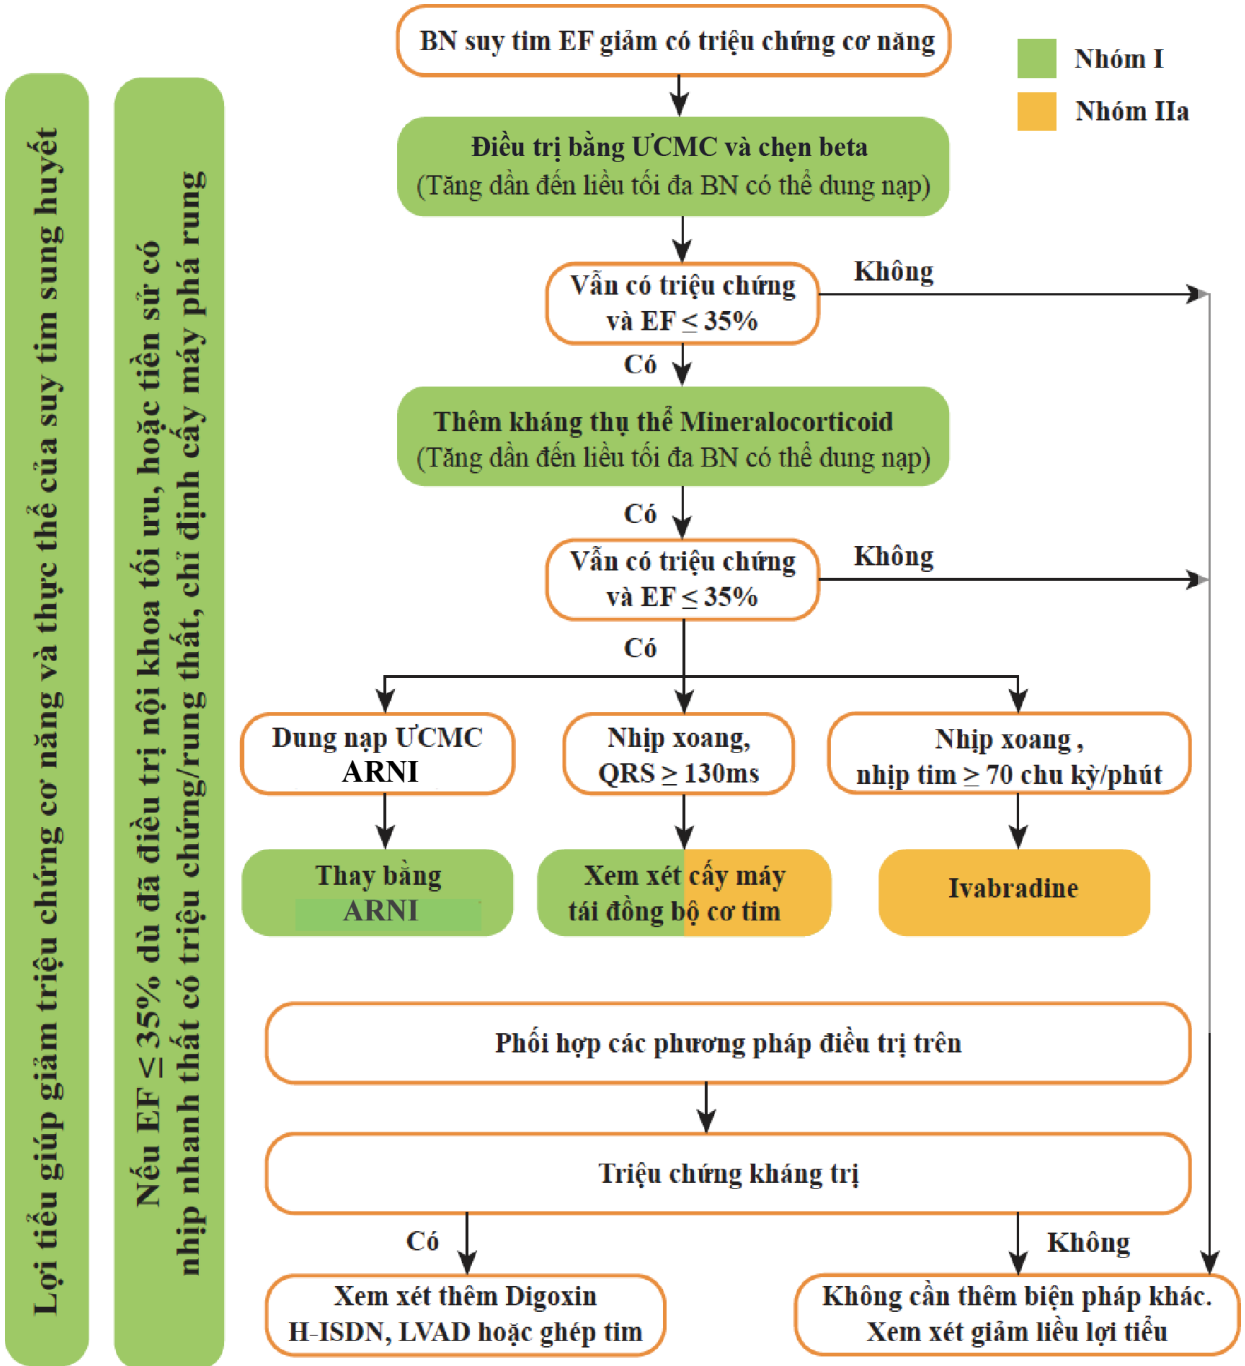 BN suy tim EF giảm có triệu chứng cơ năng
Nhóm I
Nhóm IIa
Lợi tiểu giúp giảm triệu chứng cơ năng và thực thể của suy tim sung huyết
Nếu EF ≤ 35% dù đã điều trị nội khoa tối ưu, hoặc tiền sử có
nhịp nhanh thất có triệu chứng/rung thất, chỉ định cấy máy phá rung
Điều trị bằng ƯCMC và chẹn beta
(Tăng dần đến liều tối đa BN có thể dung nạp)
Vẫn có triệu chứng
và EF ≤ 35%
Không
Có
Thêm kháng thụ thể Mineralocorticoid
(Tăng dần đến liều tối đa BN có thể dung nạp)
Có
Vẫn có triệu chứng
và EF ≤ 35%
Không
Có
Dung nạp ƯCMC
ARNI
Nhịp xoang,
QRS ≥ 130ms
Nhịp xoang ,
nhịp tim ≥ 70 chu kỳ/phút
Thay bằng
ARNI
Xem xét cấy máy
tái đồng bộ cơ tim
Ivabradine
Phối hợp các phương pháp điều trị trên
Triệu chứng kháng trị
Có
Không
Xem xét thêm Digoxin
H-ISDN, LVAD hoặc ghép tim
Không cần thêm biện pháp khác.
Xem xét giảm liều lợi tiểu